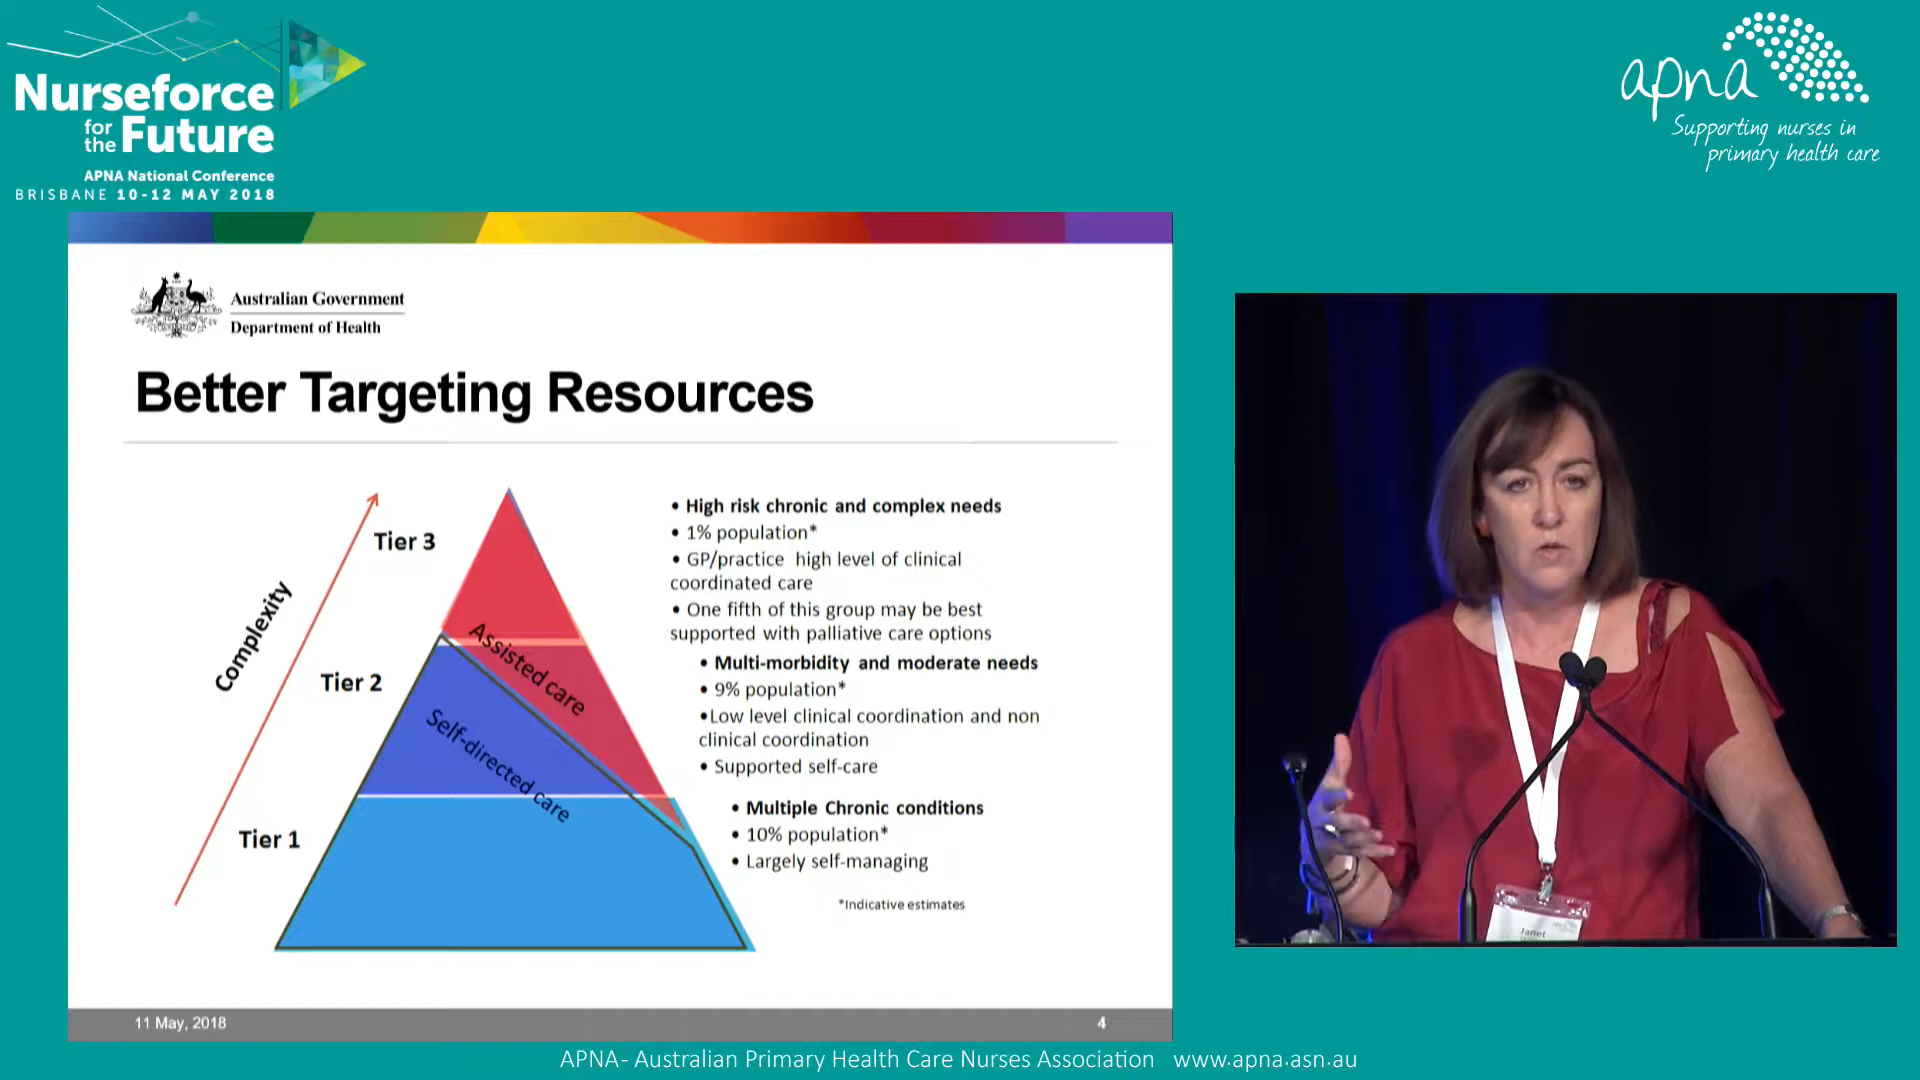 Nurseforce
for
the Future
APNA National Conference
BRISBANE 10-12 MAY 2018
apna
Supporting nurses in
primary health care
Australian Government
Department of Health
Better Targeting Resources
Complexity
Tier 3
Tier 2
Tier 1
Assisted care
Self-directed care
• High risk chronic and complex needs
• 1% population*
• GP/practice high level of clinical
coordinated care
• One fifth of this group may be best
supported with palliative care options
• Multi-morbidity and moderate needs
• 9% population*
•Low level clinical coordination and non
clinical coordination
• Supported self-care
• Multiple Chronic conditions
• 10% population*
• Largely self-managing
*Indicative estimates
11 May, 2018
4
Janet
APNA- Australian Primary Health Care Nurses Association www.apna.asn.au